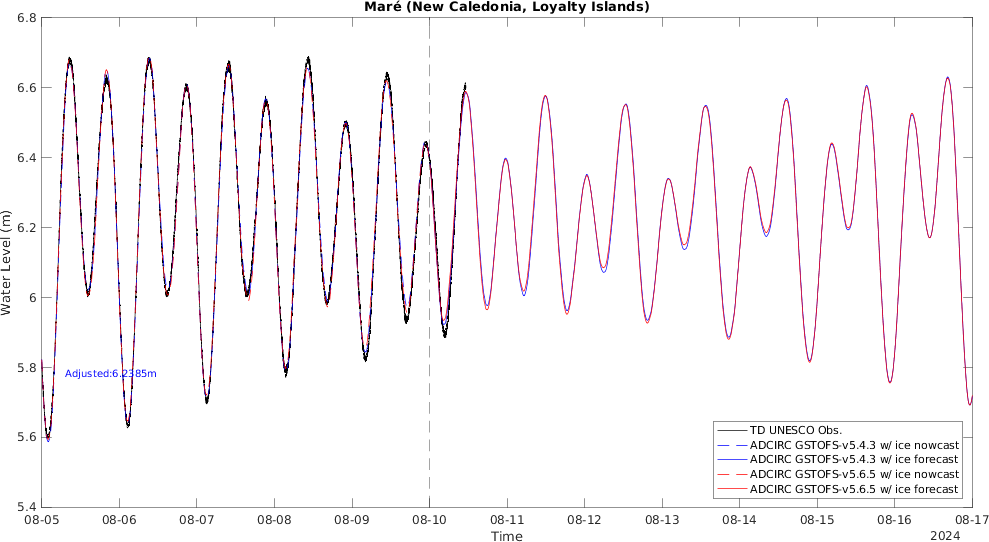 Maré (New Caledonia, Loyalty Islands)
6.8
6.6
6.4
6.2
6
5.8
5.6
5.4
Water Level (m)
Adjusted:6.2385m
TD UNESCO Obs.
ADCIRC GSTOFS-v5.4.3 w/ ice nowcast
ADCIRC GSTOFS-v5.4.3 w/ ice forecast
ADCIRC GSTOFS-v5.6.5 w/ ice nowcast
ADCIRC GSTOFS-v5.6.5 w/ ice forecast
08-05 08-06 08-07 08-08 08-09 08-10 08-11 08-12 08-13 08-14 08-15 08-16 08-17
Time
2024